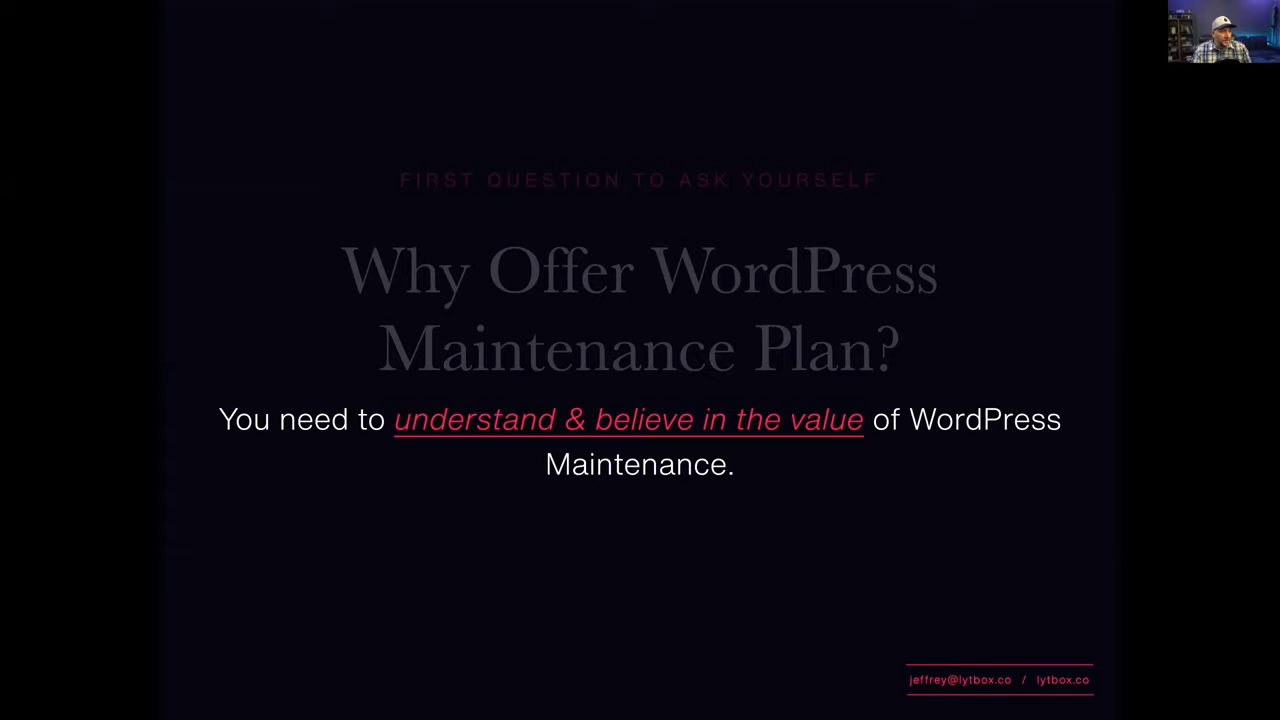 FIRST QUESTION TO ASK YOURSELF
Why Offer WordPress
Maintenance Plan?
You need to understand & believe in the value of WordPress
Maintenance.
jeffrey@lytbox.co / lytbox.co